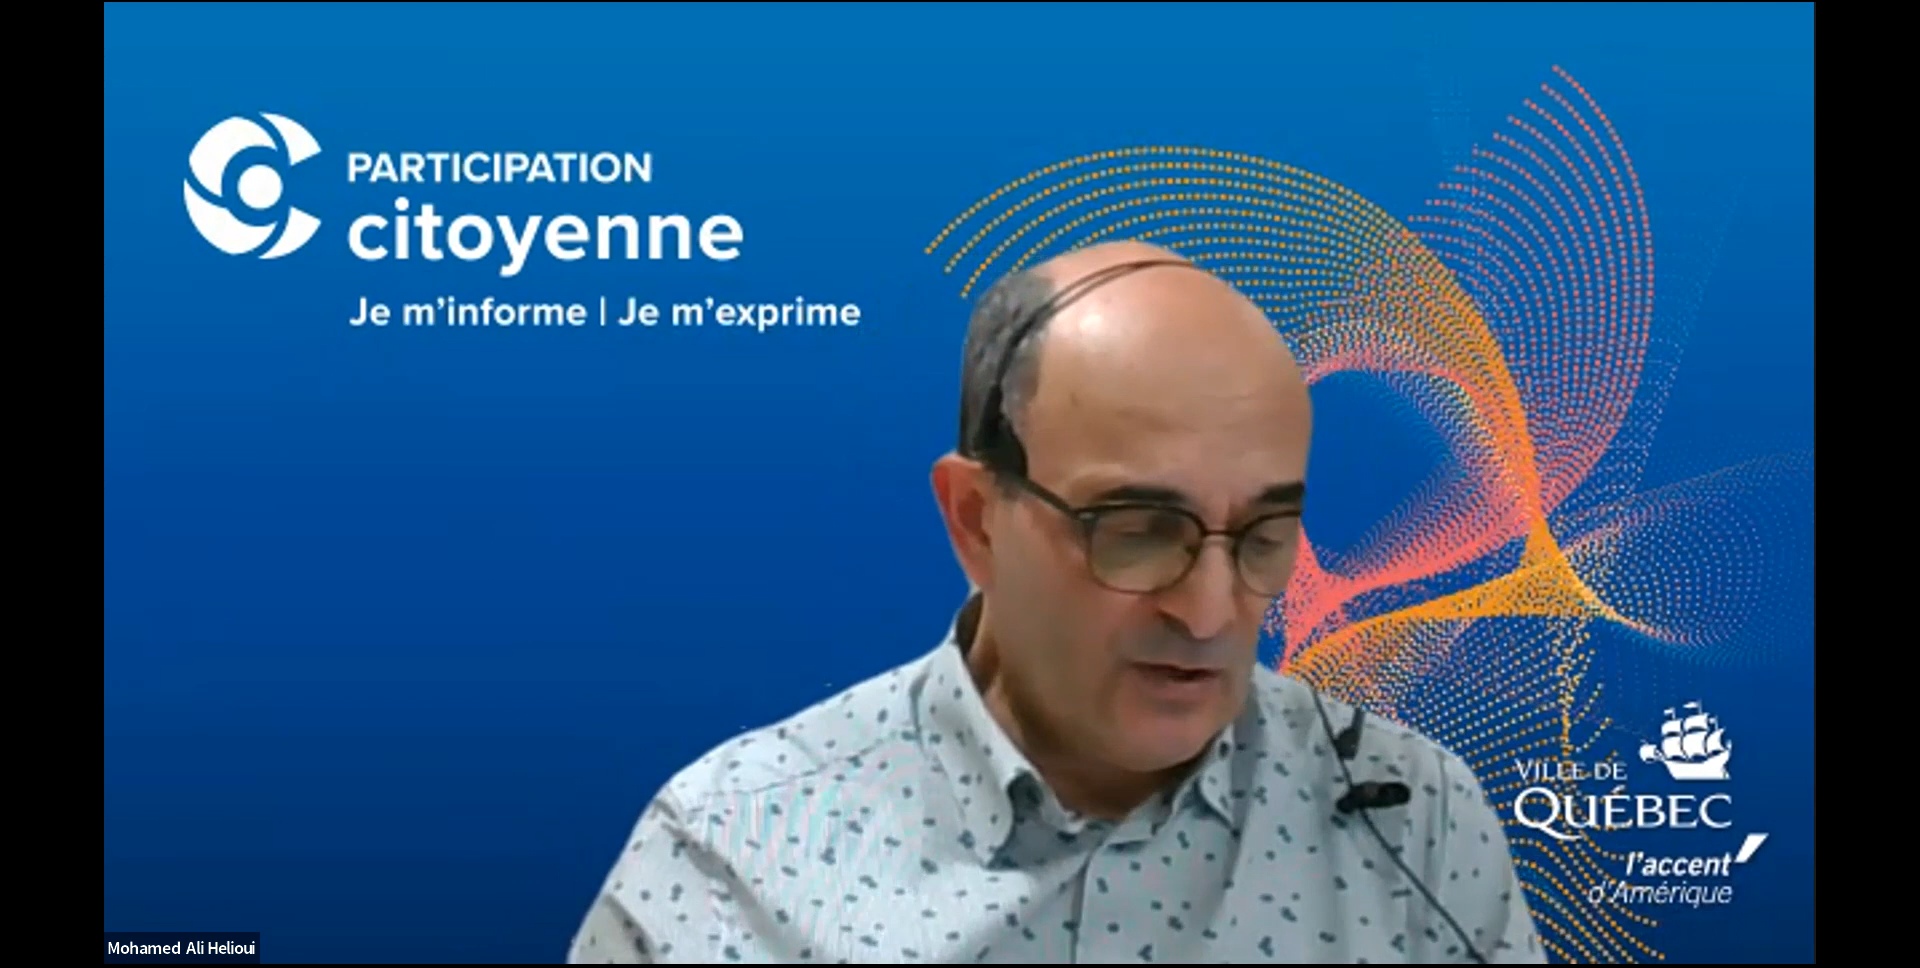 PARTICIPATION
citoyenne
Je m'informe | Je m'exprime
VILLE DE
QUÉBEC
l'accent
d'Amérique
Mohamed Ali Helioui